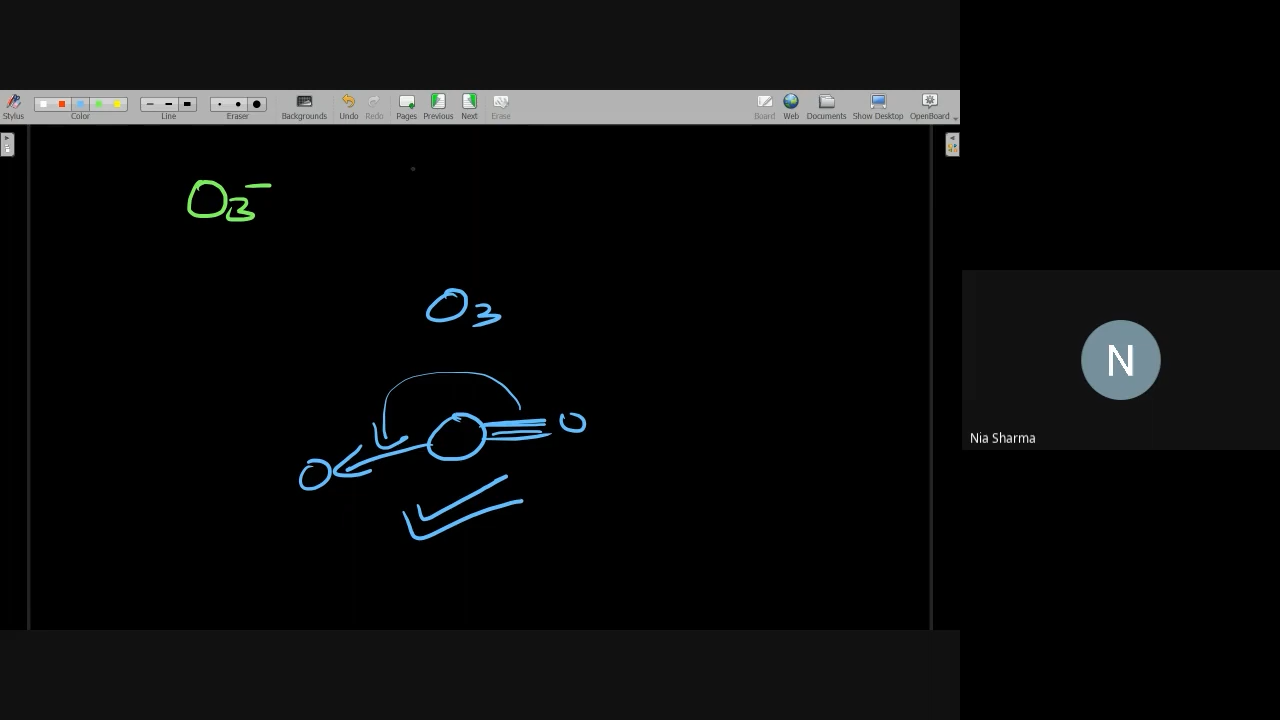 Stylus Color Line Eraser Backgrounds Undo Redo Pages Previous Next Erase Board Web Documents Show Desktop OpenBoard
O3⁻
O3
O
O
O
N
Nia Sharma